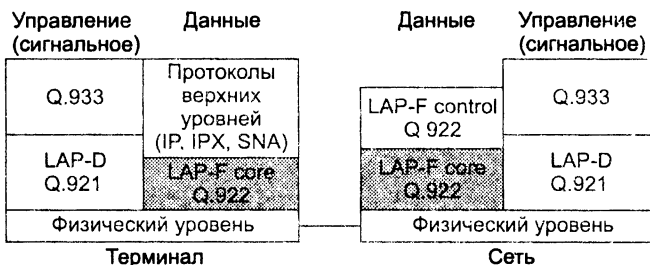 Управление
(сигнальное)
Данные
Данные
Управление
(сигнальное)
Q.933
Протоколы
верхних
уровней
(IP, IPX, SNA)
LAP-D
Q.921
LAP-F core
Q.922
Физический уровень
Терминал
LAP-F control
Q 922
Q.933
LAP-F core
Q.922
LAP-D
Q.921
Физический уровень
Сеть